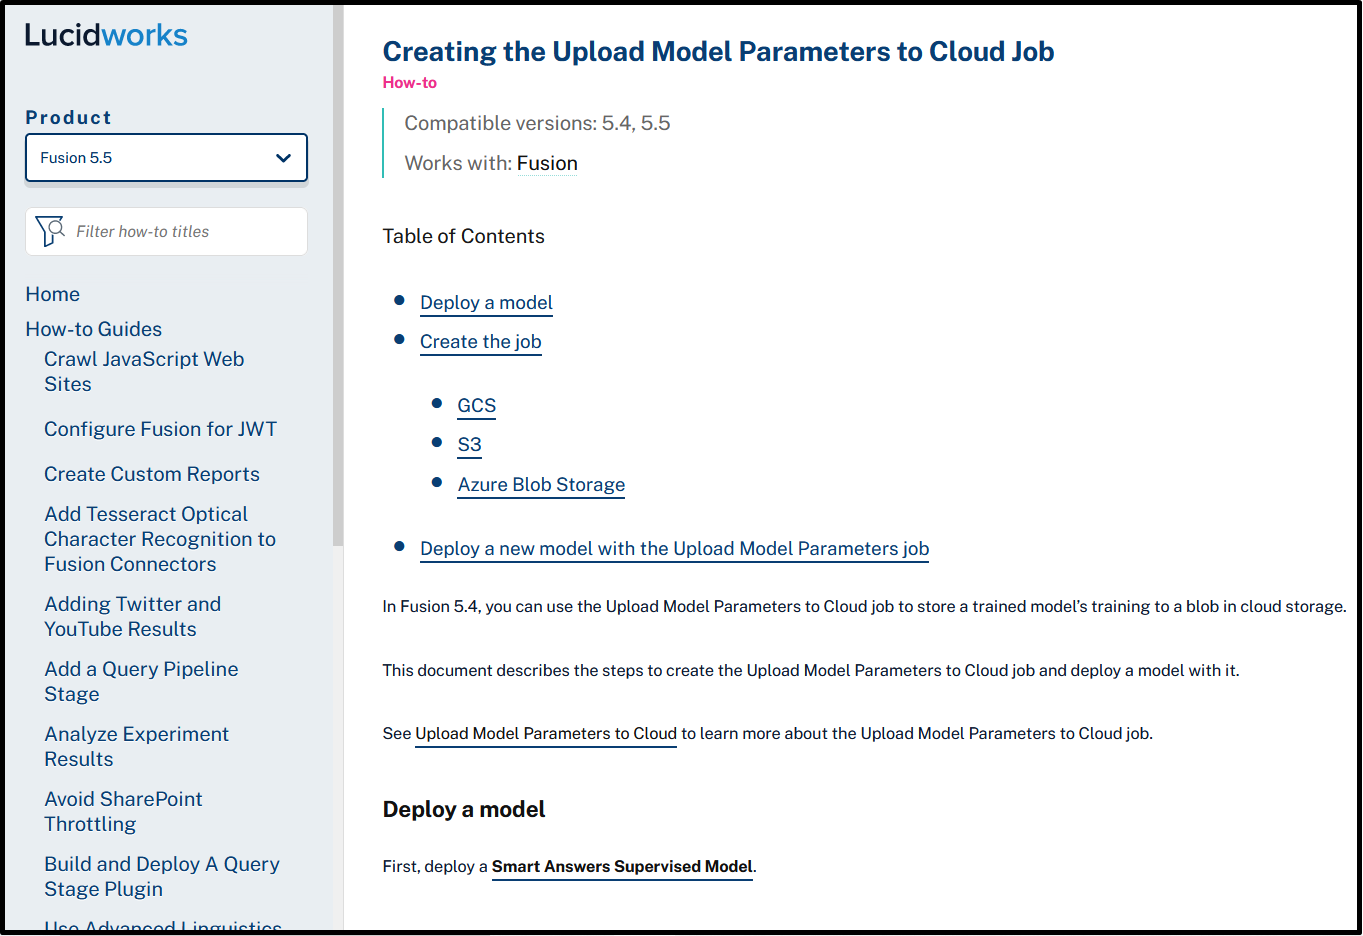 Lucidworks
Product
Fusion 5.5
Filter how-to titles
Home
How-to Guides
Crawl JavaScript Web
Sites
Configure Fusion for JWT
Create Custom Reports
Add Tesseract Optical
Character Recognition to
Fusion Connectors
Adding Twitter and
YouTube Results
Add a Query Pipeline
Stage
Analyze Experiment
Results
Avoid SharePoint
Throttling
Build and Deploy A Query
Stage Plugin
Use Advanced Linguistics
Creating the Upload Model Parameters to Cloud Job
How-to
Compatible versions: 5.4, 5.5
Works with: Fusion
Table of Contents
Deploy a model
Create the job
GCS
S3
Azure Blob Storage
Deploy a new model with the Upload Model Parameters job
In Fusion 5.4, you can use the Upload Model Parameters to Cloud job to store a trained model's training to a blob in cloud storage.
This document describes the steps to create the Upload Model Parameters to Cloud job and deploy a model with it.
See Upload Model Parameters to Cloud to learn more about the Upload Model Parameters to Cloud job.
Deploy a model
First, deploy a Smart Answers Supervised Model.